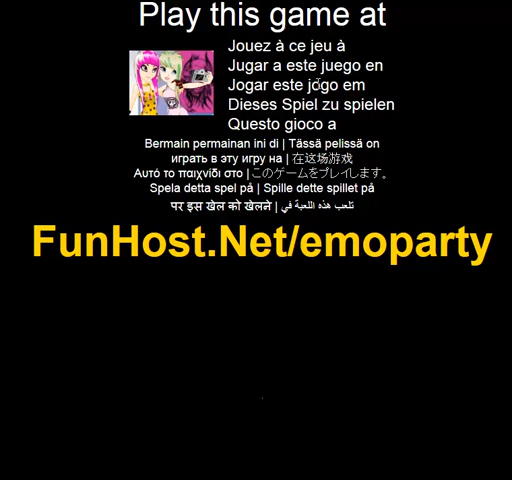 Play this game at
Jouez à ce jeu à
Jugar a este juego en
Jogar este jogo em
Dieses Spiel zu spielen
Questo gioco a
Bermain permainan ini di | Tässä pelissä on
играть в эту игру на | 在这场游戏
Αυτό το παιχνίδι στο | このゲームをプレイします。
Spela detta spel på | Spille dette spillet på
पर इस खेल को खेलने | تلعب هذه اللعبة في
FunHost.Net/emoparty